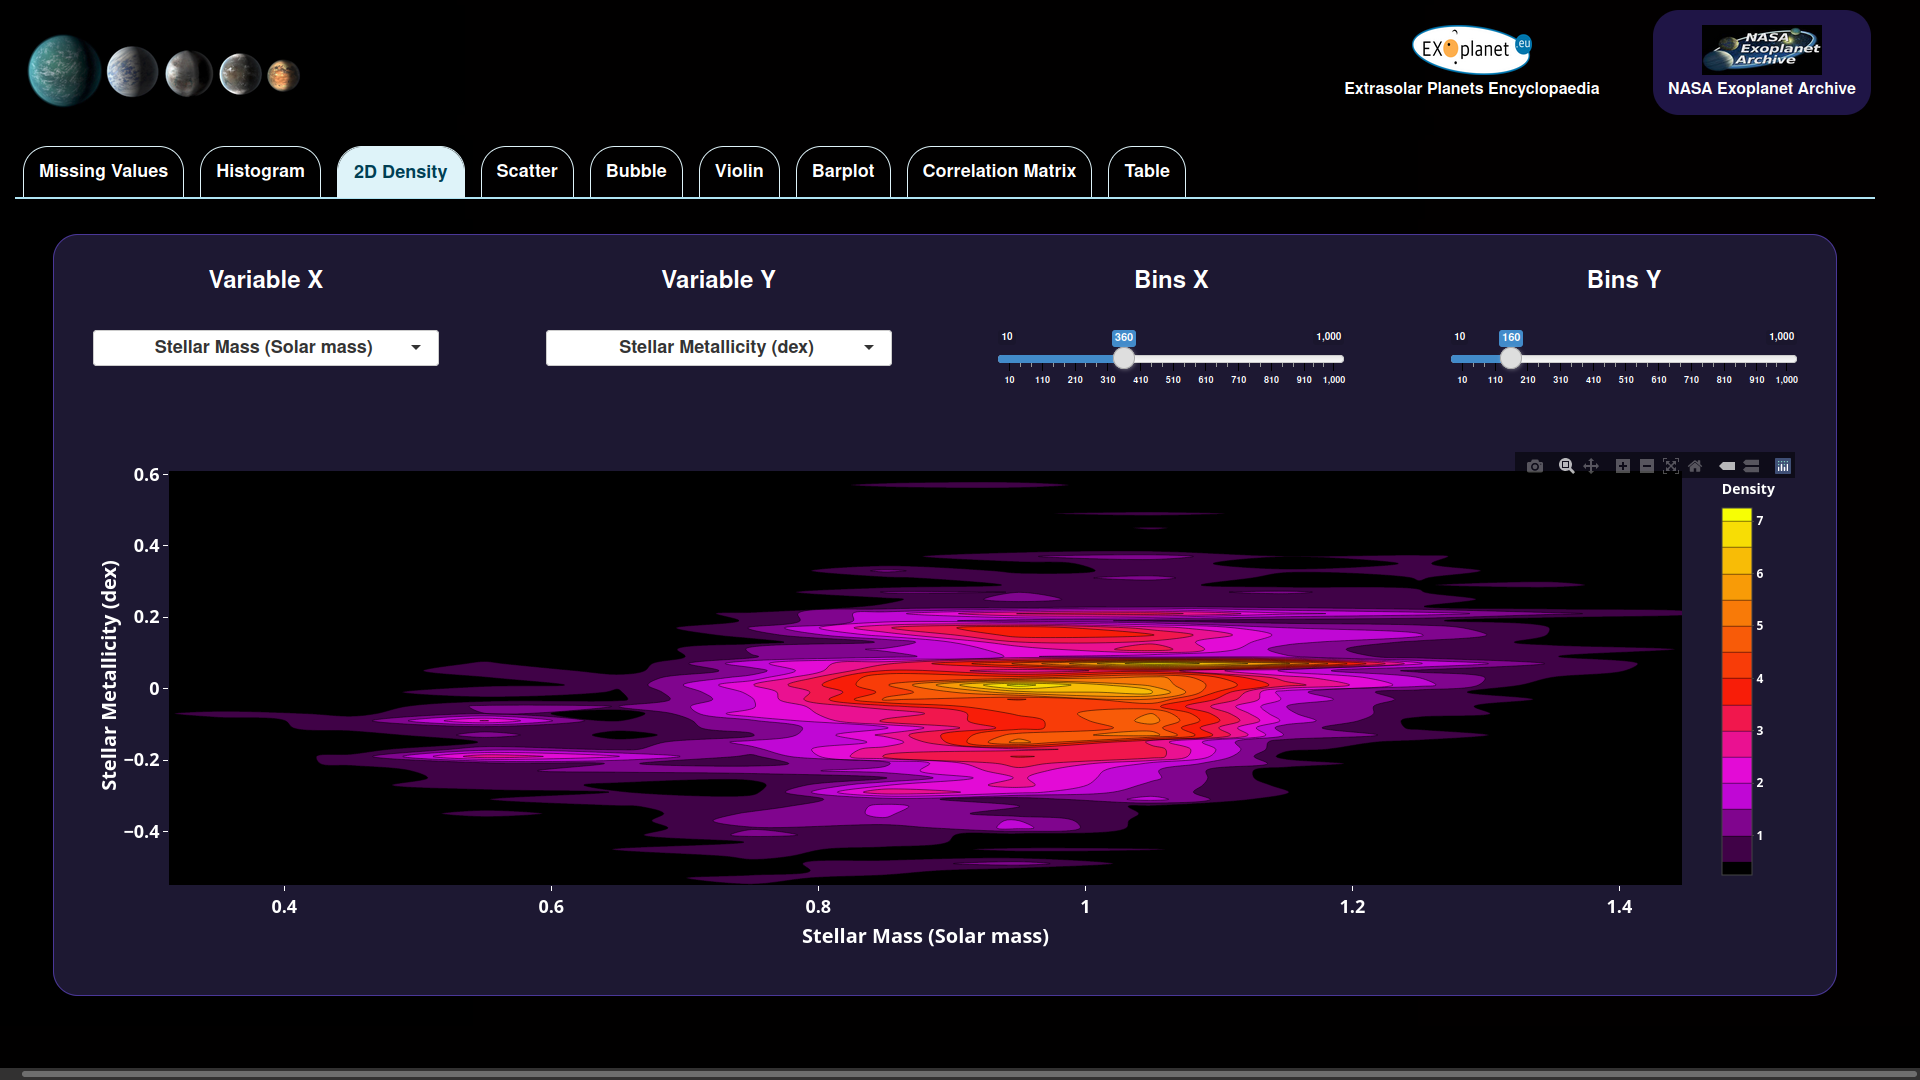 EXoplanet .eu
Extrasolar Planets Encyclopaedia
NASA
Exoplanet
Archive
NASA Exoplanet Archive
Missing Values
Histogram
2D Density
Scatter
Bubble
Violin
Barplot
Correlation Matrix
Table
Variable X
Variable Y
Bins X
Bins Y
Stellar Mass (Solar mass)
Stellar Metallicity (dex)
10 360 1,000
10 110 210 310 410 510 610 710 810 910 1,000
10 160 1,000
10 110 210 310 410 510 610 710 810 910 1,000
Density
7
6
5
4
3
2
1
Stellar Metallicity (dex)
0.6
0.4
0.2
0
−0.2
−0.4
0.4 0.6 0.8 1 1.2 1.4
Stellar Mass (Solar mass)